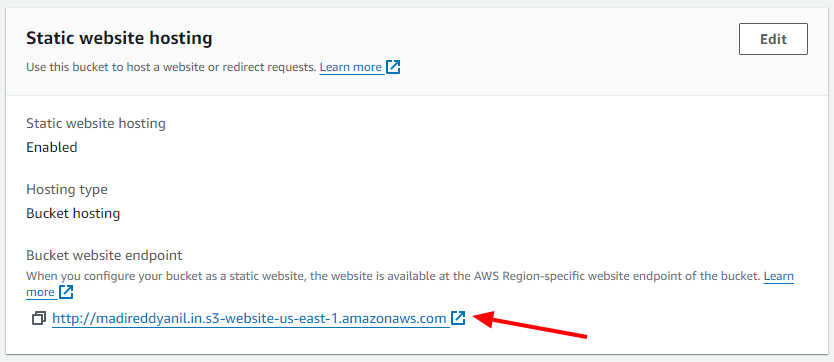 Static website hosting
Edit
Use this bucket to host a website or redirect requests. Learn more
Static website hosting
Enabled
Hosting type
Bucket hosting
Bucket website endpoint
When you configure your bucket as a static website, the website is available at the AWS Region-specific website endpoint of the bucket. Learn
more
http://madireddyanil.in.s3-website-us-east-1.amazonaws.com